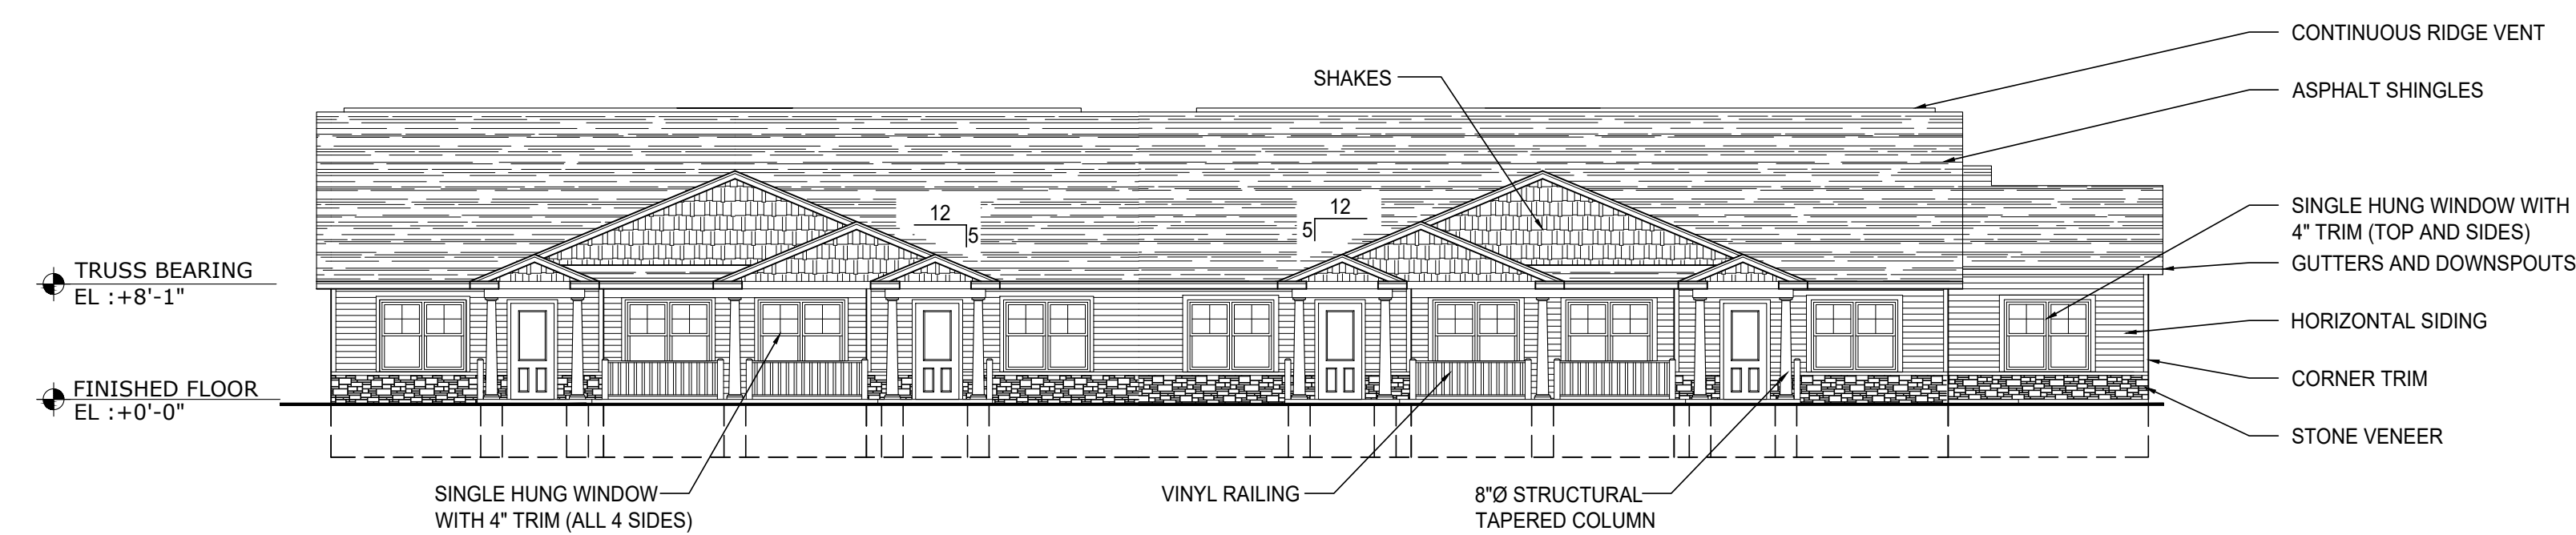 CONTINUOUS RIDGE VENT
SHAKES
ASPHALT SHINGLES
12
5
12
5
SINGLE HUNG WINDOW WITH
4" TRIM (TOP AND SIDES)
TRUSS BEARING
EL :+8'-1"
GUTTERS AND DOWNSPOUTS
HORIZONTAL SIDING
FINISHED FLOOR
EL :+0'-0"
CORNER TRIM
STONE VENEER
SINGLE HUNG WINDOW
WITH 4" TRIM (ALL 4 SIDES)
VINYL RAILING
8"Ø STRUCTURAL
TAPERED COLUMN